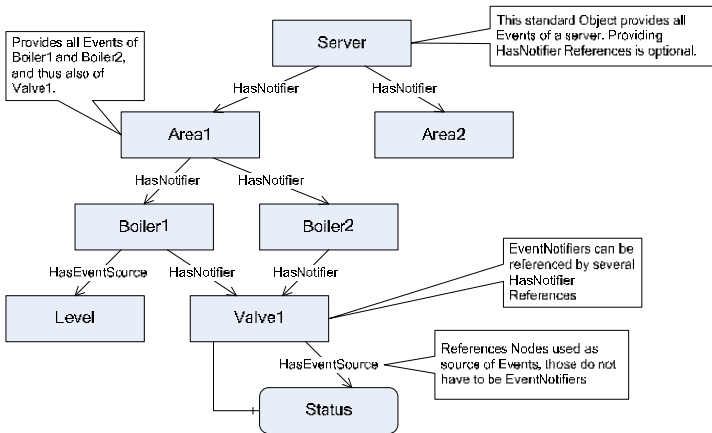 This standard Object provides all
Events of a server. Providing
HasNotifier References is optional.
Server
Provides all Events of
Boiler1 and Boiler2,
and thus also of
Valve1.
HasNotifier
HasNotifier
Area1
Area2
HasNotifier
HasNotifier
Boiler1
Boiler2
EventNotifiers can be
referenced by several
HasNotifier
References
HasEventSource
HasNotifier
HasNotifier
Level
Valve1
References Nodes used as
source of Events, those do not
have to be EventNotifiers
HasEventSource
Status